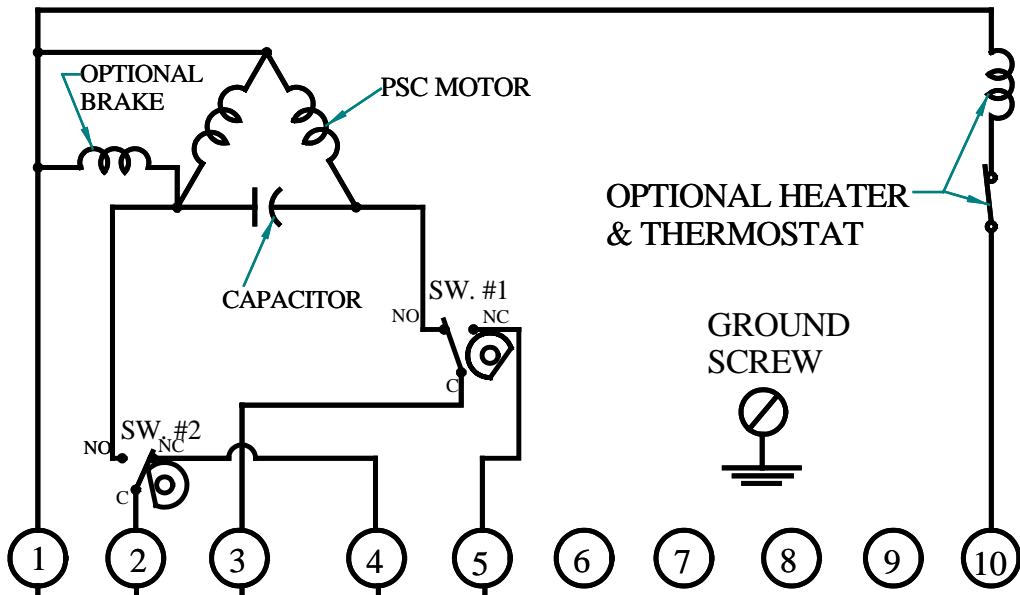 OPTIONAL
BRAKE
PSC MOTOR
OPTIONAL HEATER
& THERMOSTAT
CAPACITOR
SW. #1
NO
NC
C
GROUND
SCREW
SW. #2
NO
NC
C
1
2
3
4
5
6
7
8
9
10